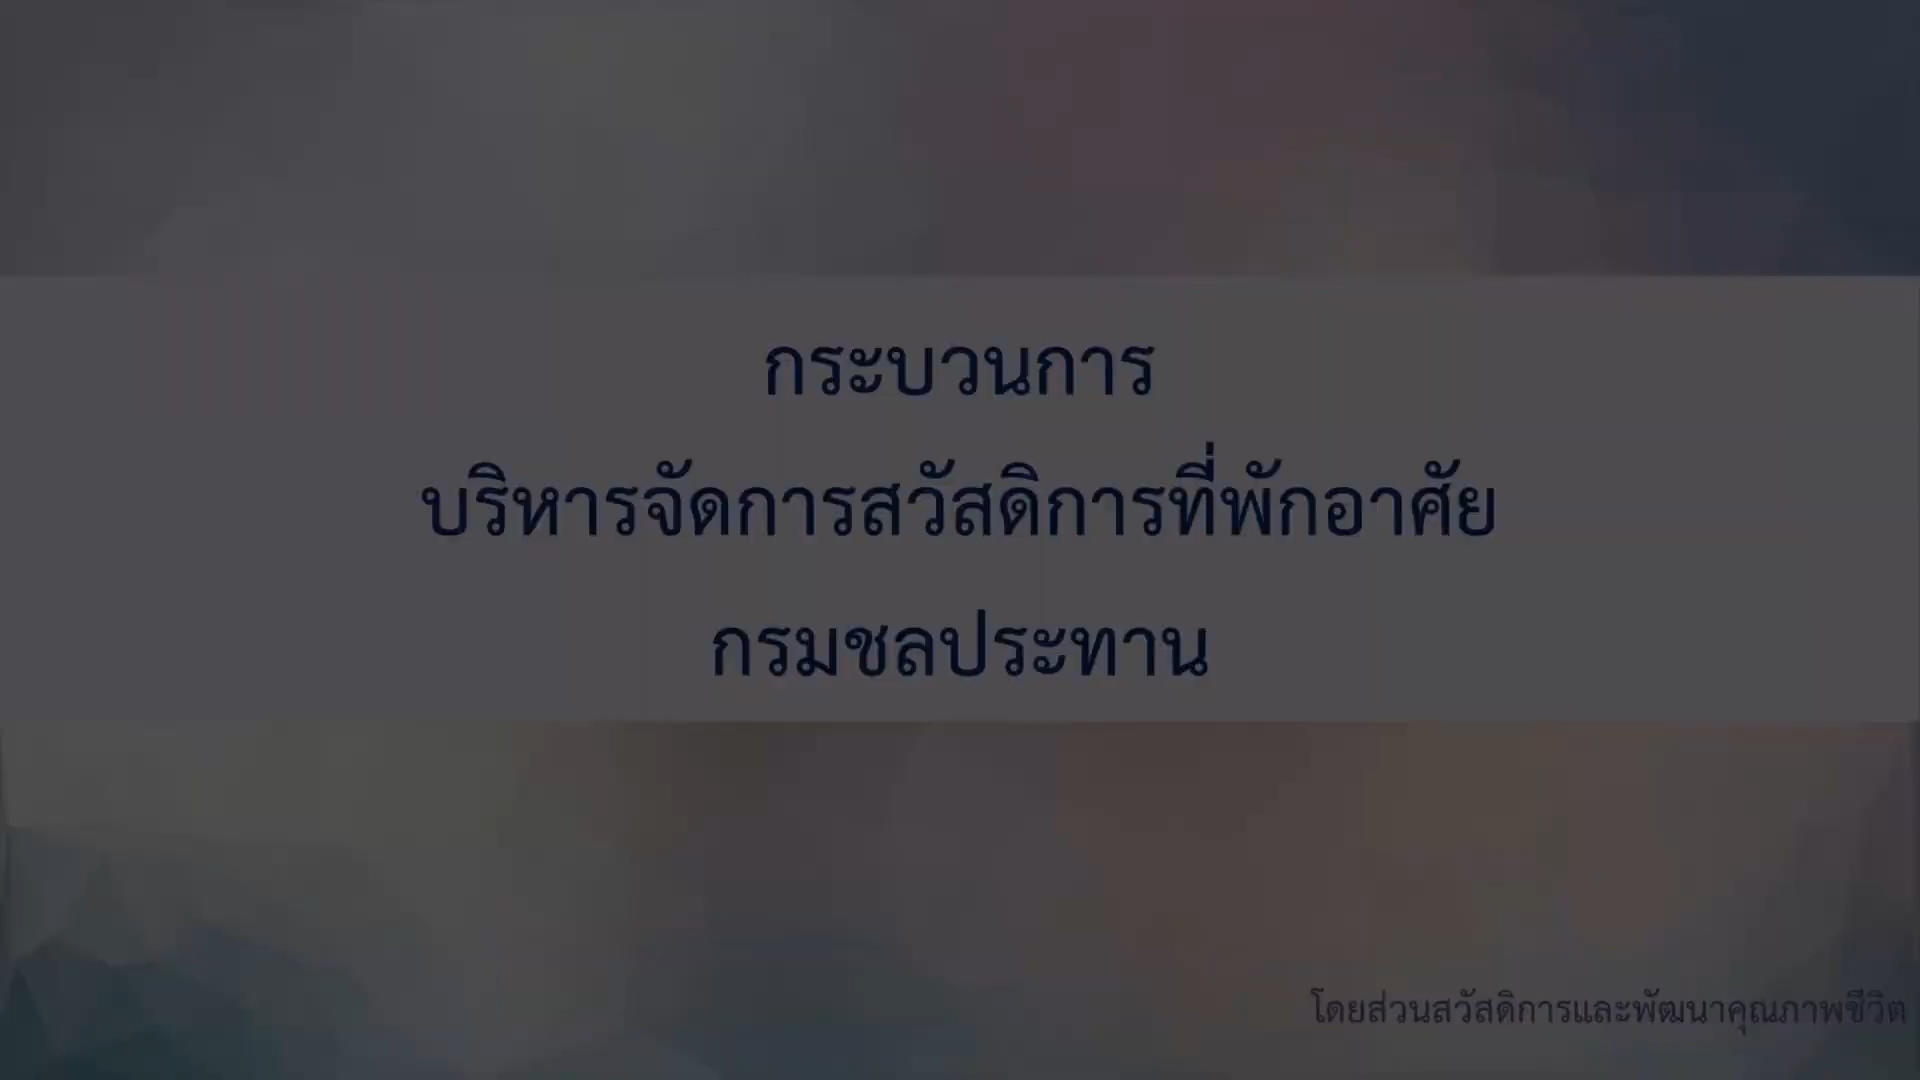 กระบวนการ
บริหารจัดการสวัสดิการที่พักอาศัย
กรมชลประทาน
โดยส่วนสวัสดิการและพัฒนาคุณภาพชีวิต